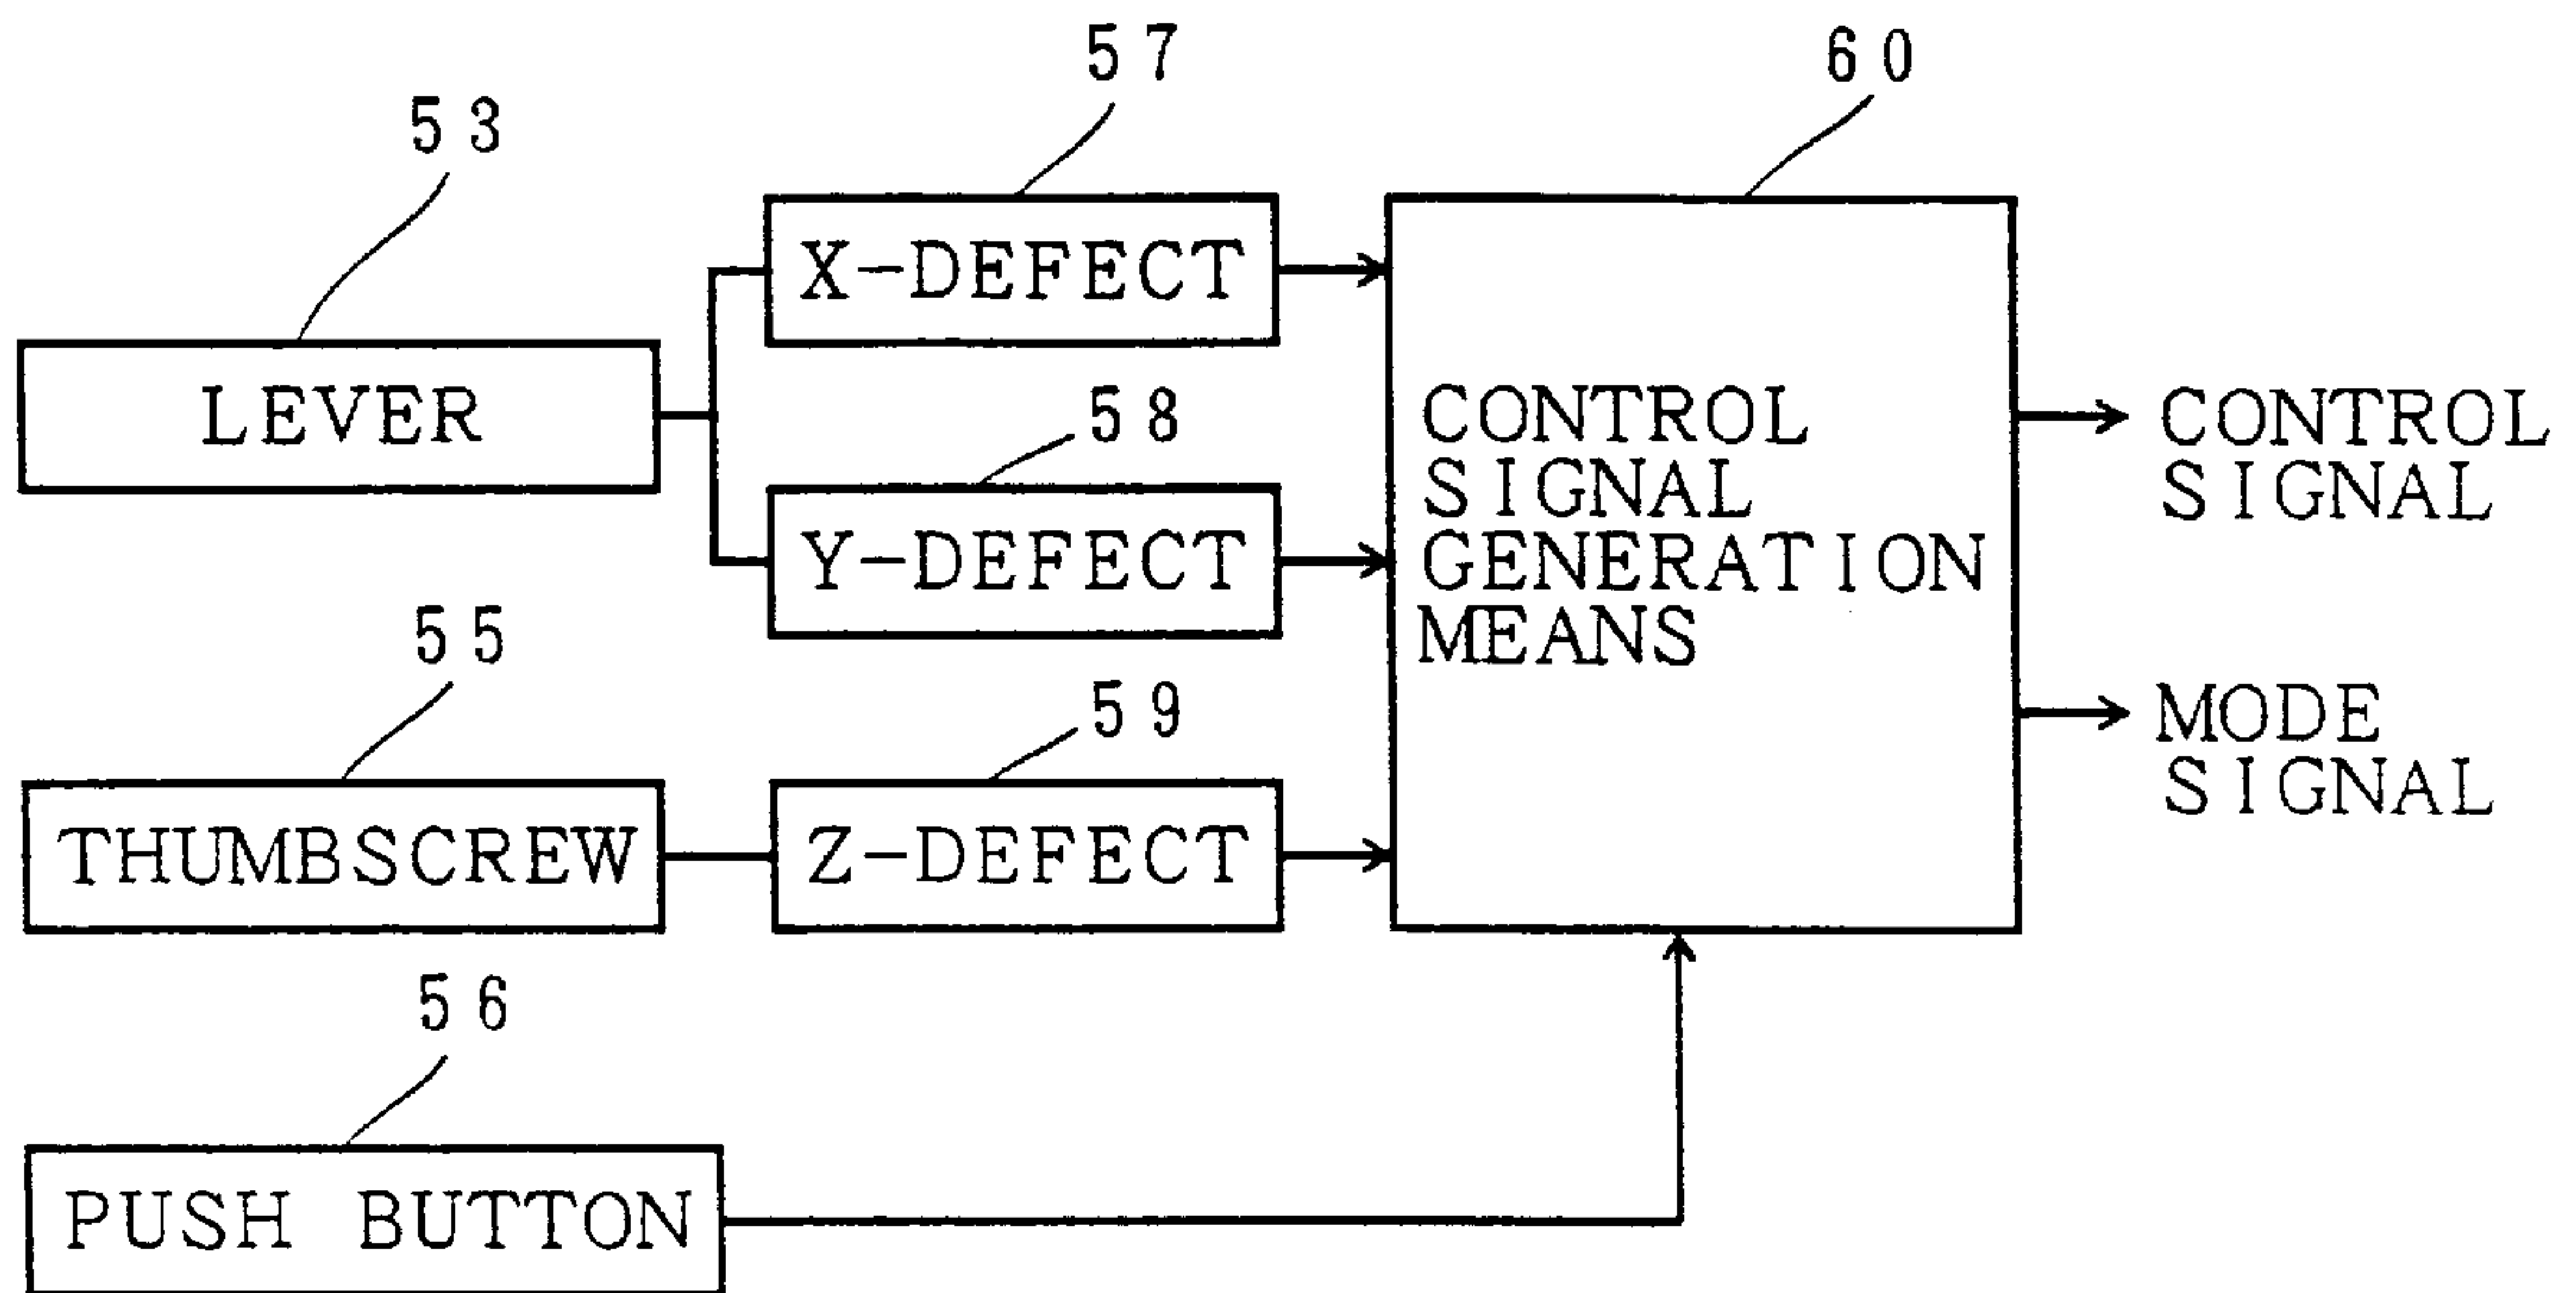 57
60
53
X-DEFECT
LEVER
CONTROL
SIGNAL
GENERATION
MEANS
CONTROL
SIGNAL
58
Y-DEFECT
55
MODE
SIGNAL
59
THUMBSCREW
Z-DEFECT
56
PUSH BUTTON